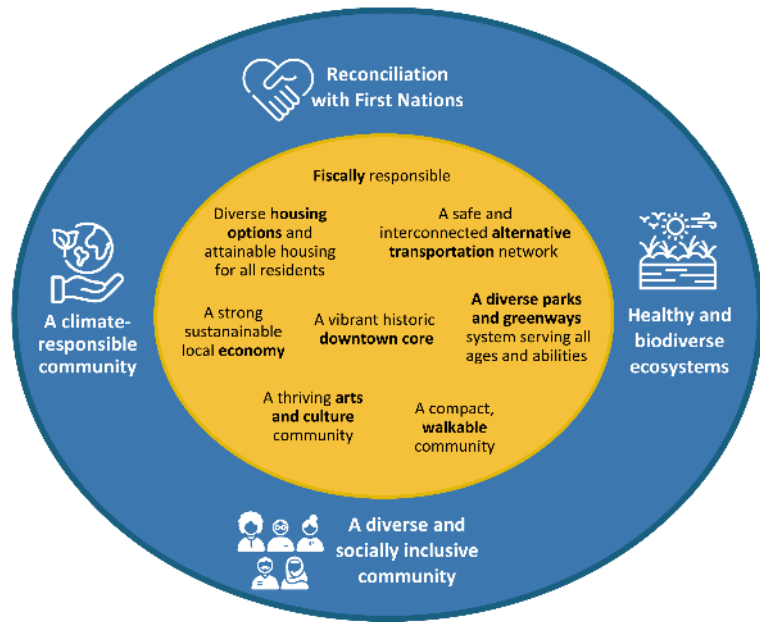 Reconciliation
with First Nations
Fiscally responsible
Diverse housing
options and
attainable housing
for all residents
A safe and
interconnected alternative
transportation network
A climate-
responsible
community
A strong
sustanainable
local economy
A vibrant historic
downtown core
A diverse parks
and greenways
system serving all
ages and abilities
Healthy and
biodiverse
ecosystems
A thriving arts
and culture
community
A compact,
walkable
community
A diverse and
socially inclusive
community